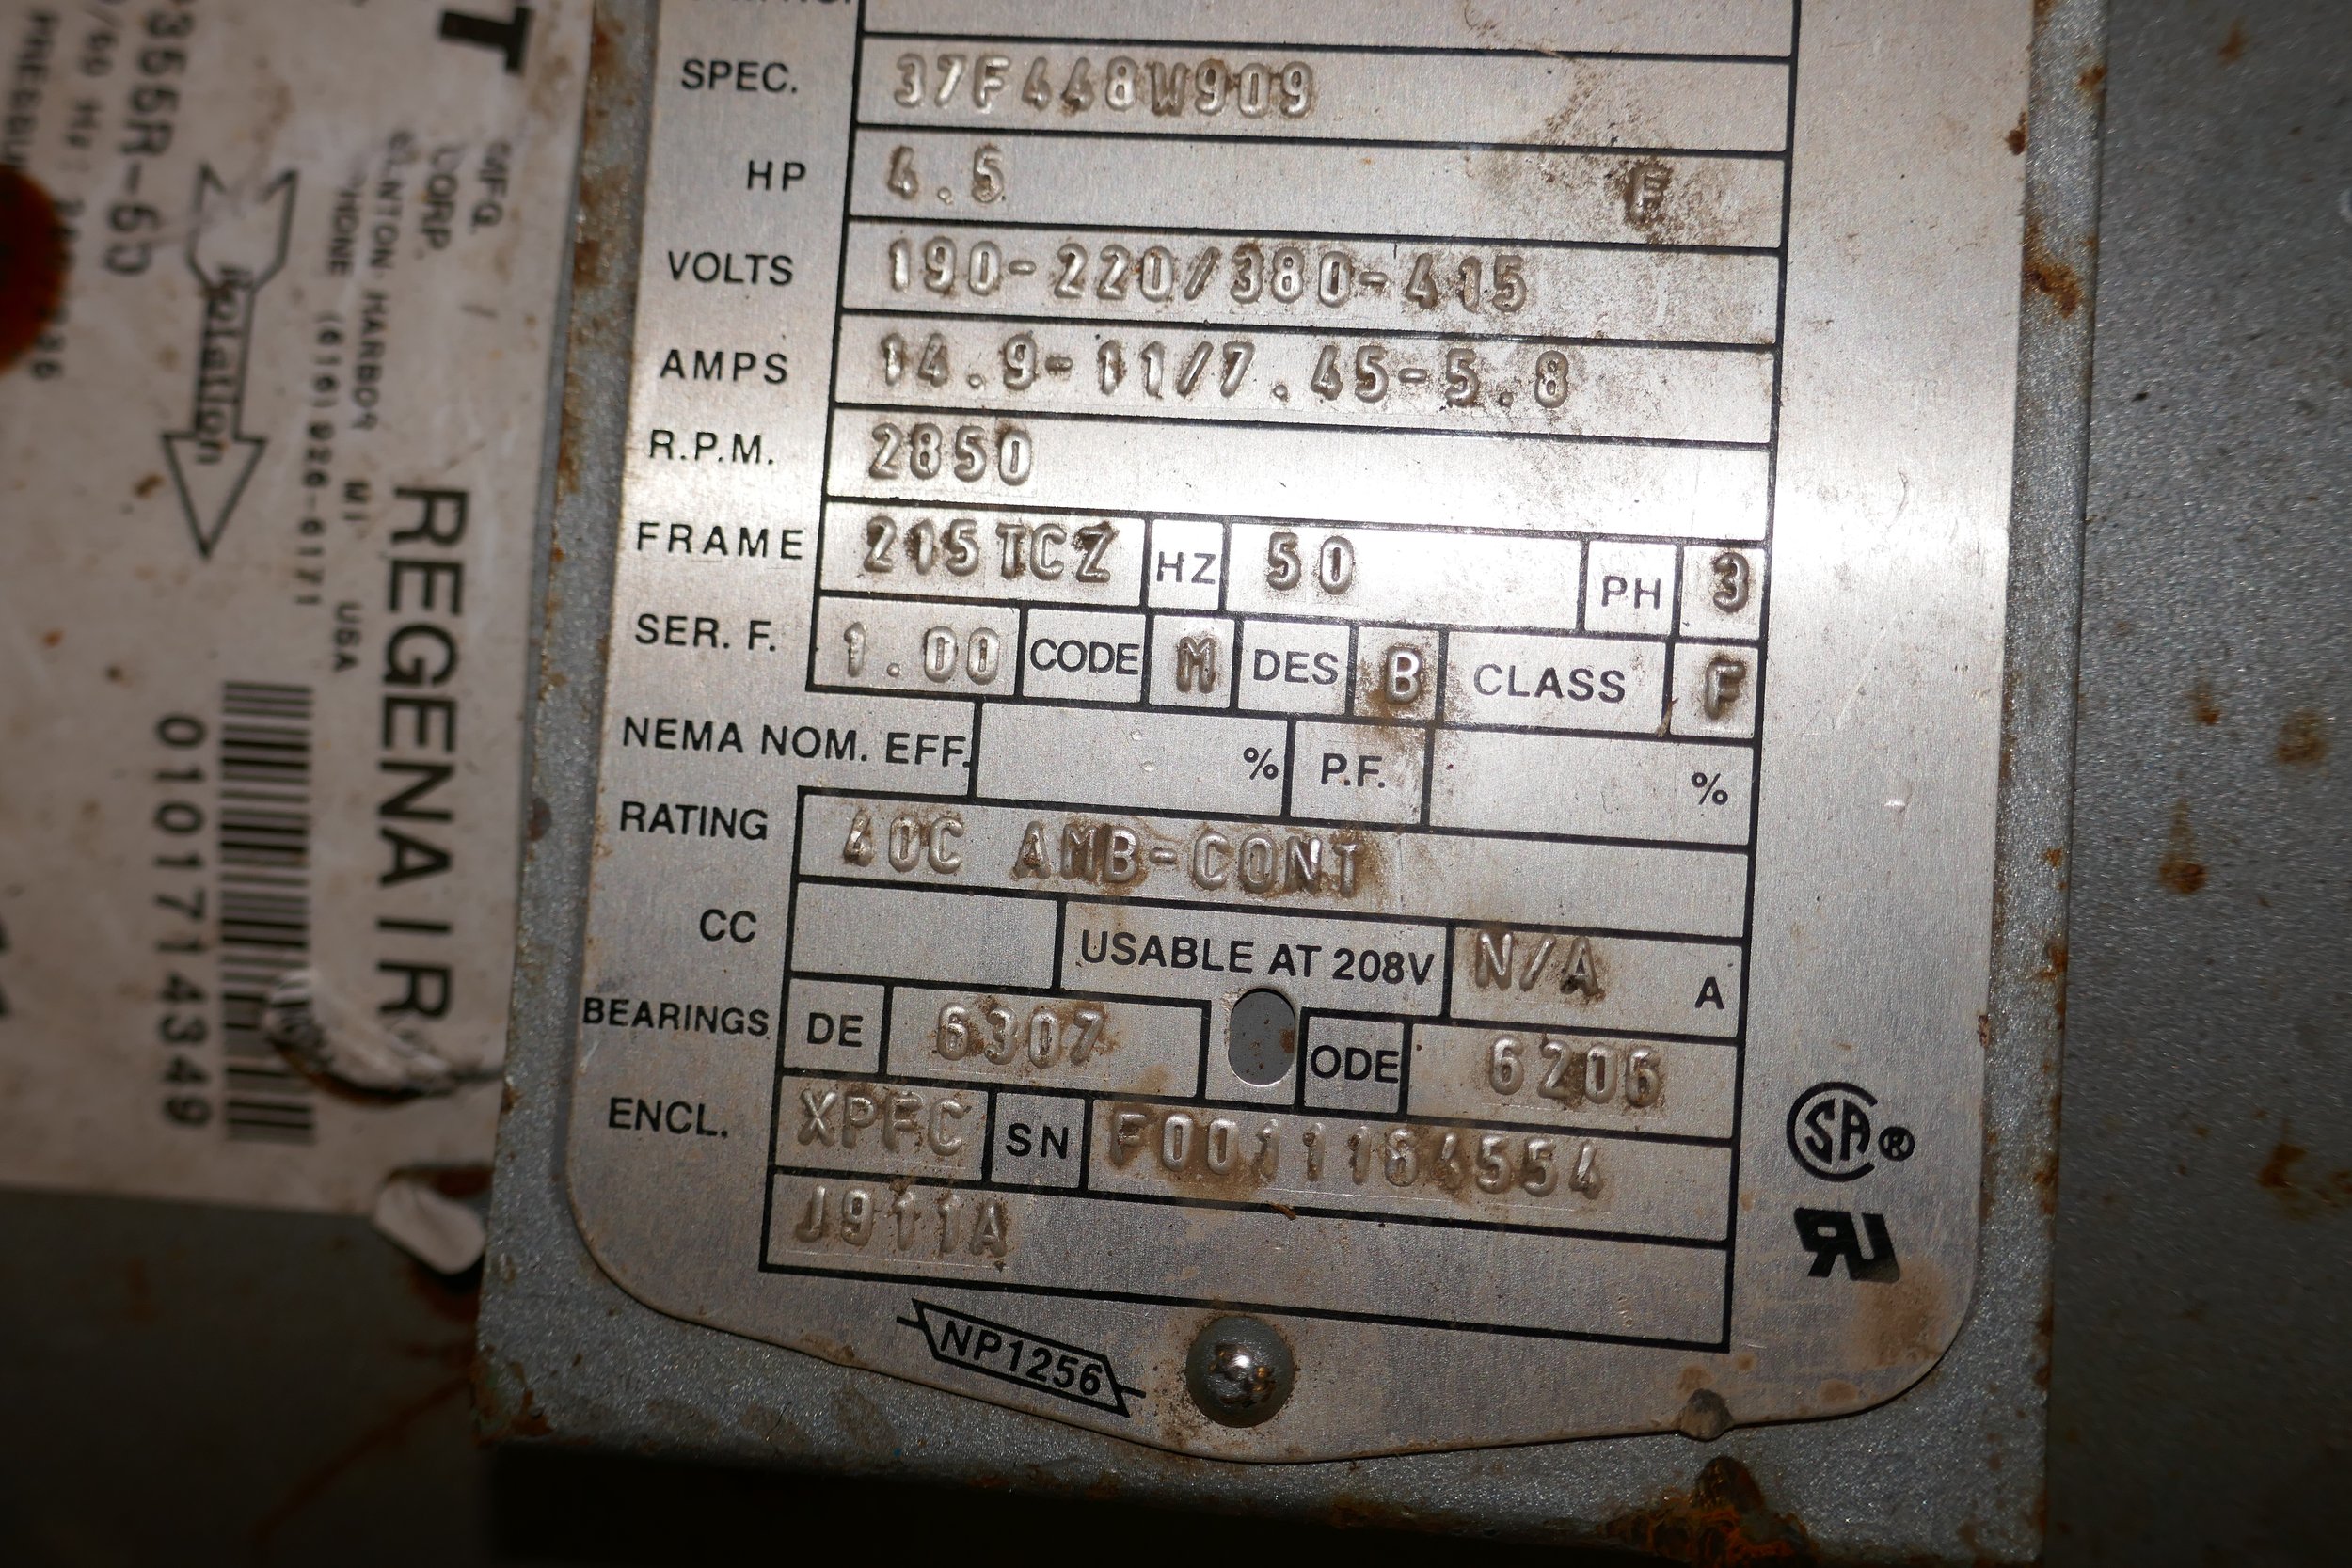 SPEC. 37F448W909
HP 4.5 F
VOLTS 190-220/380-415
AMPS 14.9-11/7.45-5.8
R.P.M. 2850
FRAME 215TCZ HZ 50 PH 3
SER. F. 1.00 CODE M DES B CLASS F
NEMA NOM. EFF. % P.F. %
RATING 40C AMB-CONT
CC USABLE AT 208V N/A A
BEARINGS DE 6307 ODE 6206
ENCL. XPFC SN F0011164554
J911A
NP1256
SA ®
MFG.
CORP.
HARBOR MI USA
(616) 926-6171
Rotation
REGENAIR
0101714349